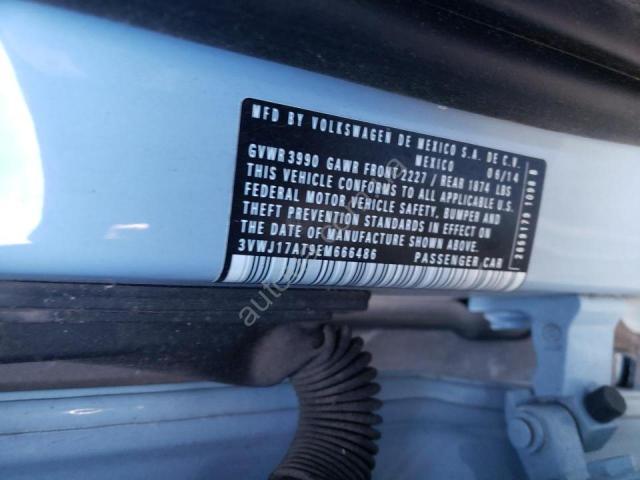 MFD BY VOLKSWAGEN DE MEXICO S.A. DE C.V.
MEXICO 06/14
GVWR 3990 GAWR FRONT 2227 / REAR 1874 LBS
THIS VEHICLE CONFORMS TO ALL APPLICABLE U.S.
FEDERAL MOTOR VEHICLE SAFETY, BUMPER AND
THEFT PREVENTION STANDARDS IN EFFECT ON
THE DATE OF MANUFACTURE SHOWN ABOVE.
3VWJ17AT9EM666486 PASSENGER CAR